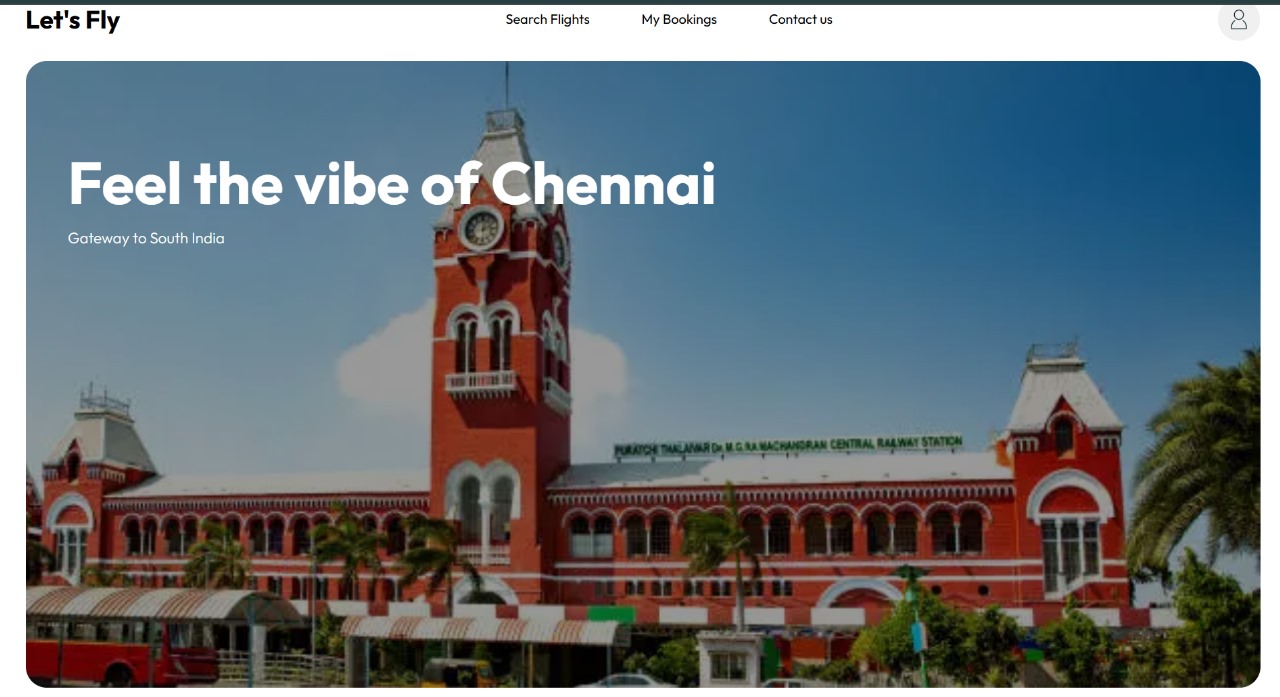 Let's Fly
Search Flights
My Bookings
Contact us
Feel the vibe of Chennai
Gateway to South India
PURATCHI THALAIVAR Dr. M.G.RAMACHANDRAN CENTRAL RAILWAY STATION